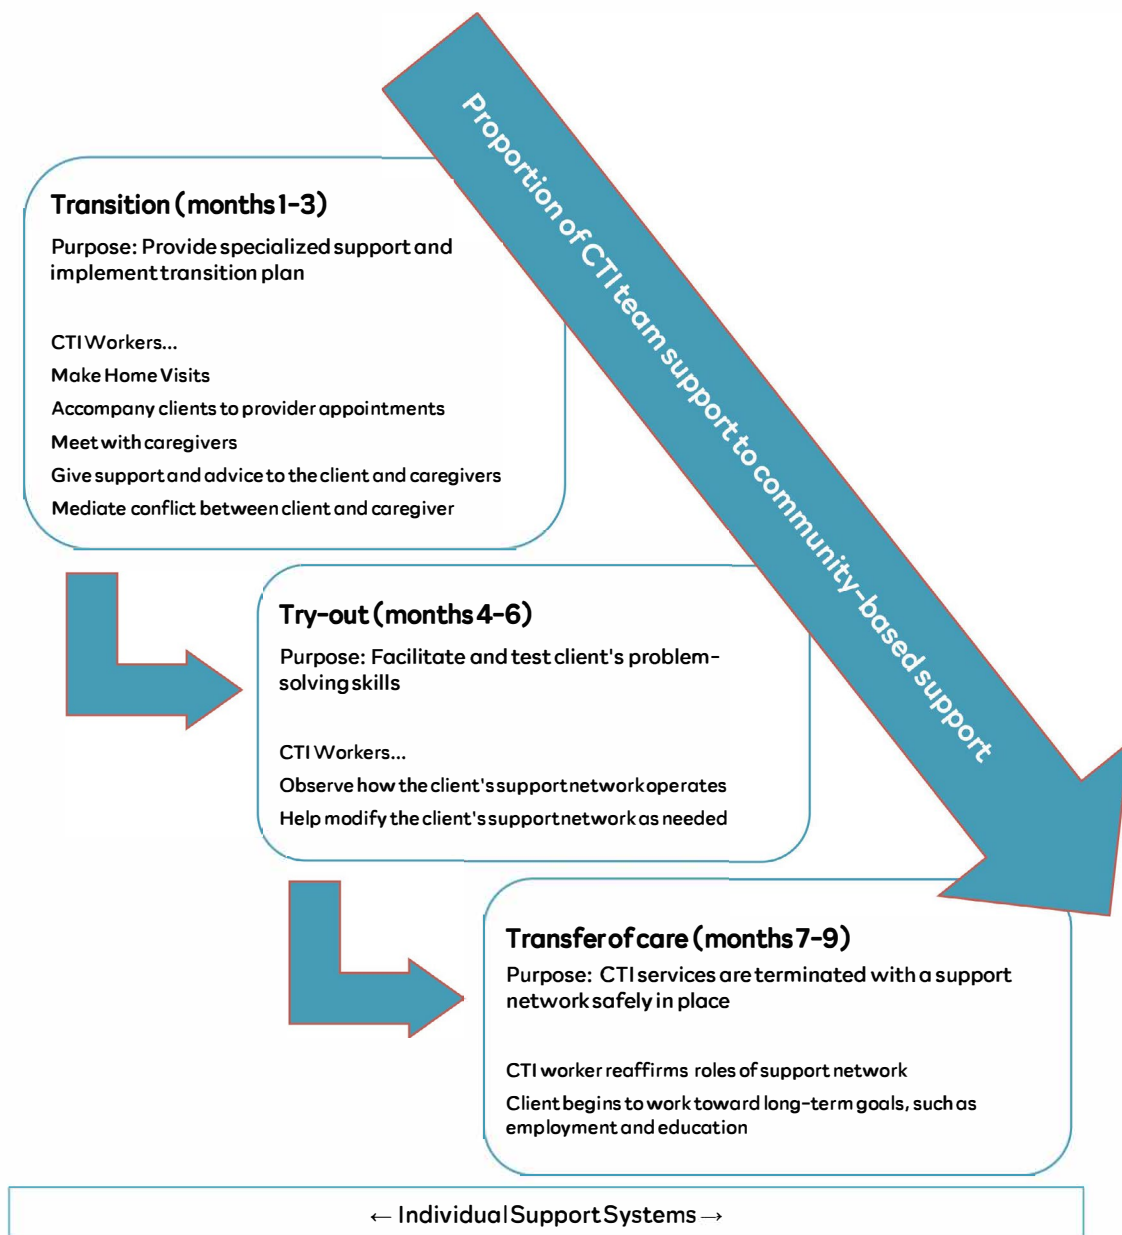 Proportion of CTI team support to community-based support
Transition (months 1-3)
Purpose: Provide specialized support and
implement transition plan
CTI Workers...
Make Home Visits
Accompany clients to provider appointments
Meet with caregivers
Give support and advice to the client and caregivers
Mediate conflict between client and caregiver
Try-out (months 4-6)
Purpose: Facilitate and test client's problem-
solving skills
CTI Workers...
Observe how the client's support network operates
Help modify the client's support network as needed
Transfer of care (months 7-9)
Purpose: CTI services are terminated with a support
network safely in place
CTI worker reaffirms roles of support network
Client begins to work toward long-term goals, such as
employment and education
← Individual Support Systems →